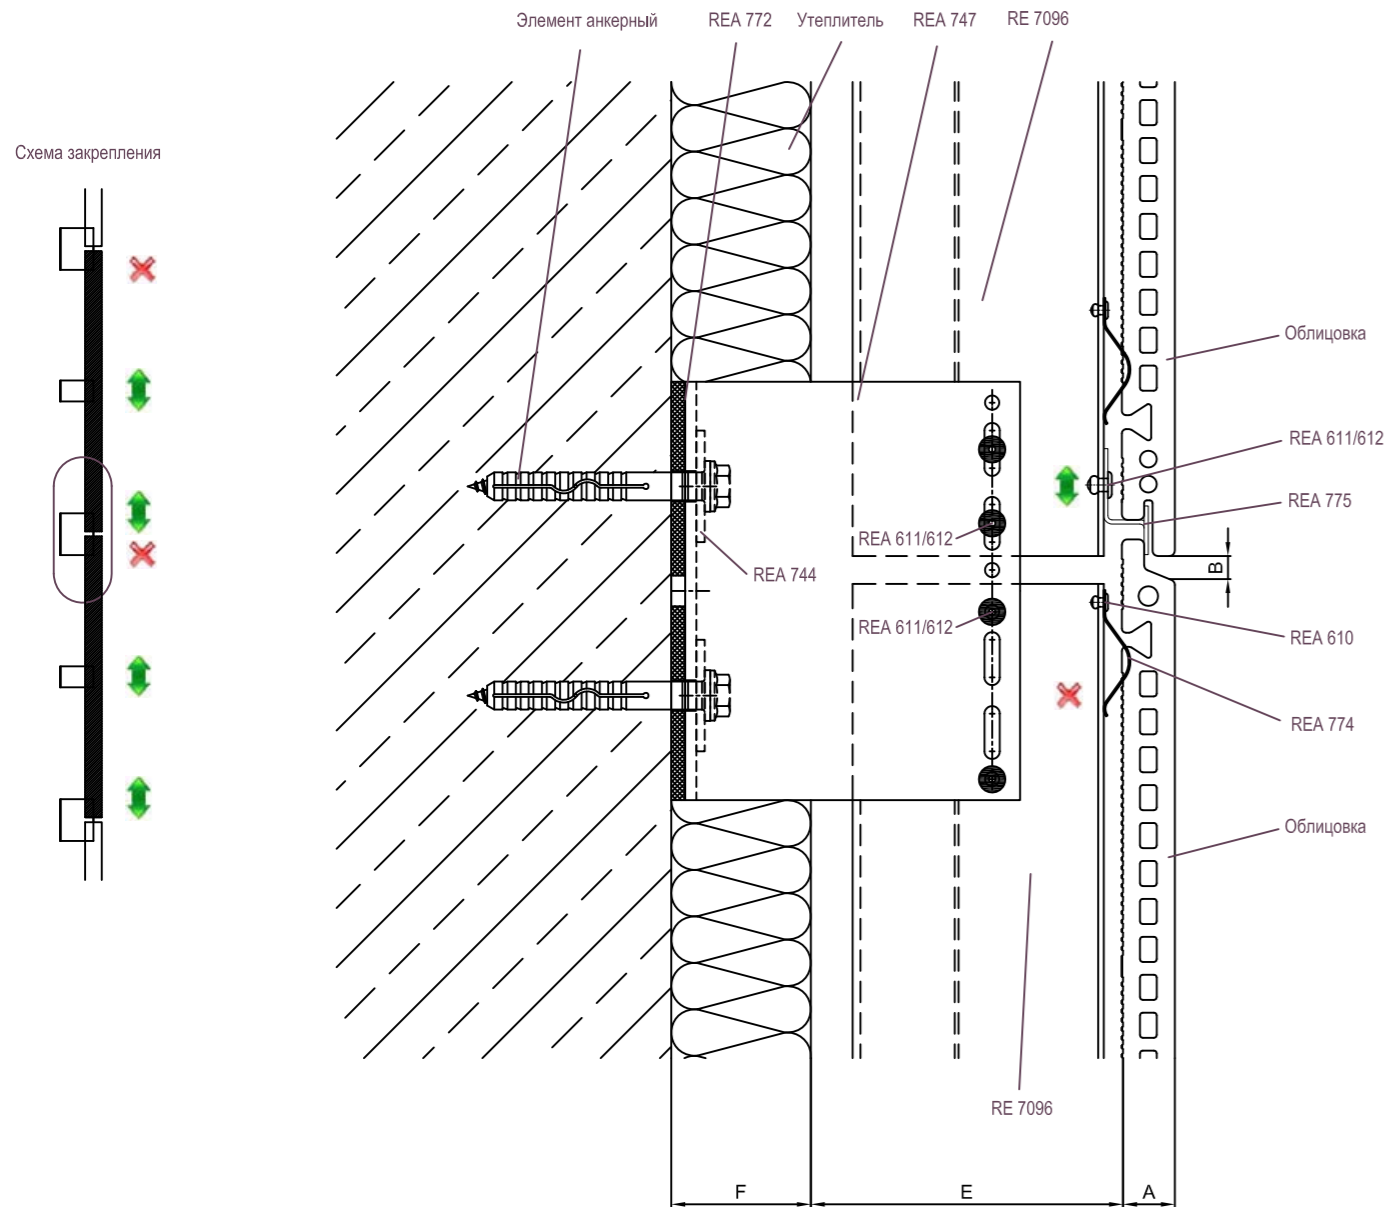 Элемент анкерный
REA 772
Утеплитель
REA 747
RE 7096
Схема закрепления
Облицовка
REA 611/612
REA 775
REA 611/612
REA 744
B
REA 611/612
REA 610
REA 774
Облицовка
RE 7096
F
E
A